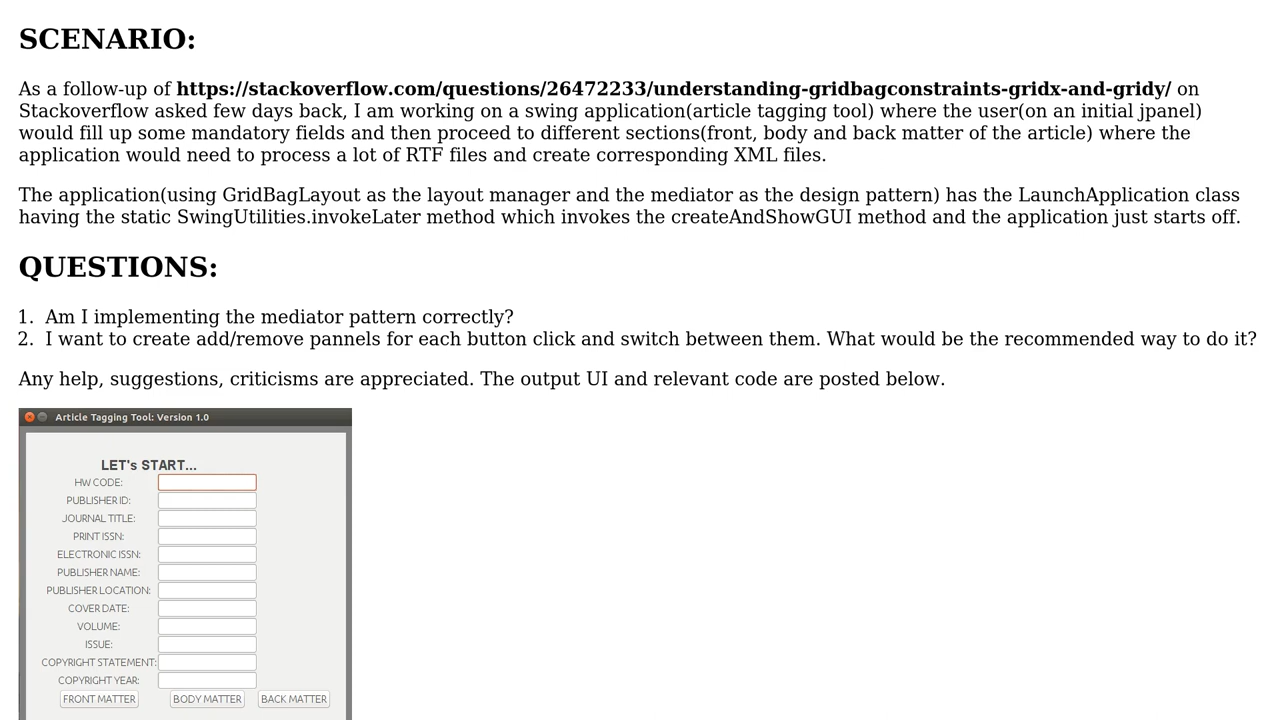 SCENARIO:
As a follow-up of https://stackoverflow.com/questions/26472233/understanding-gridbagconstraints-gridx-and-gridy/ on
Stackoverflow asked few days back, I am working on a swing application(article tagging tool) where the user(on an initial jpanel)
would fill up some mandatory fields and then proceed to different sections(front, body and back matter of the article) where the
application would need to process a lot of RTF files and create corresponding XML files.
The application(using GridBagLayout as the layout manager and the mediator as the design pattern) has the LaunchApplication class
having the static SwingUtilities.invokeLater method which invokes the createAndShowGUI method and the application just starts off.
QUESTIONS:
1. Am I implementing the mediator pattern correctly?
2. I want to create add/remove pannels for each button click and switch between them. What would be the recommended way to do it?
Any help, suggestions, criticisms are appreciated. The output UI and relevant code are posted below.
Article Tagging Tool: Version 1.0
LET's START...
HW CODE:
PUBLISHER ID:
JOURNAL TITLE:
PRINT ISSN:
ELECTRONIC ISSN:
PUBLISHER NAME:
PUBLISHER LOCATION:
COVER DATE:
VOLUME:
ISSUE:
COPYRIGHT STATEMENT:
COPYRIGHT YEAR:
FRONT MATTER BODY MATTER BACK MATTER